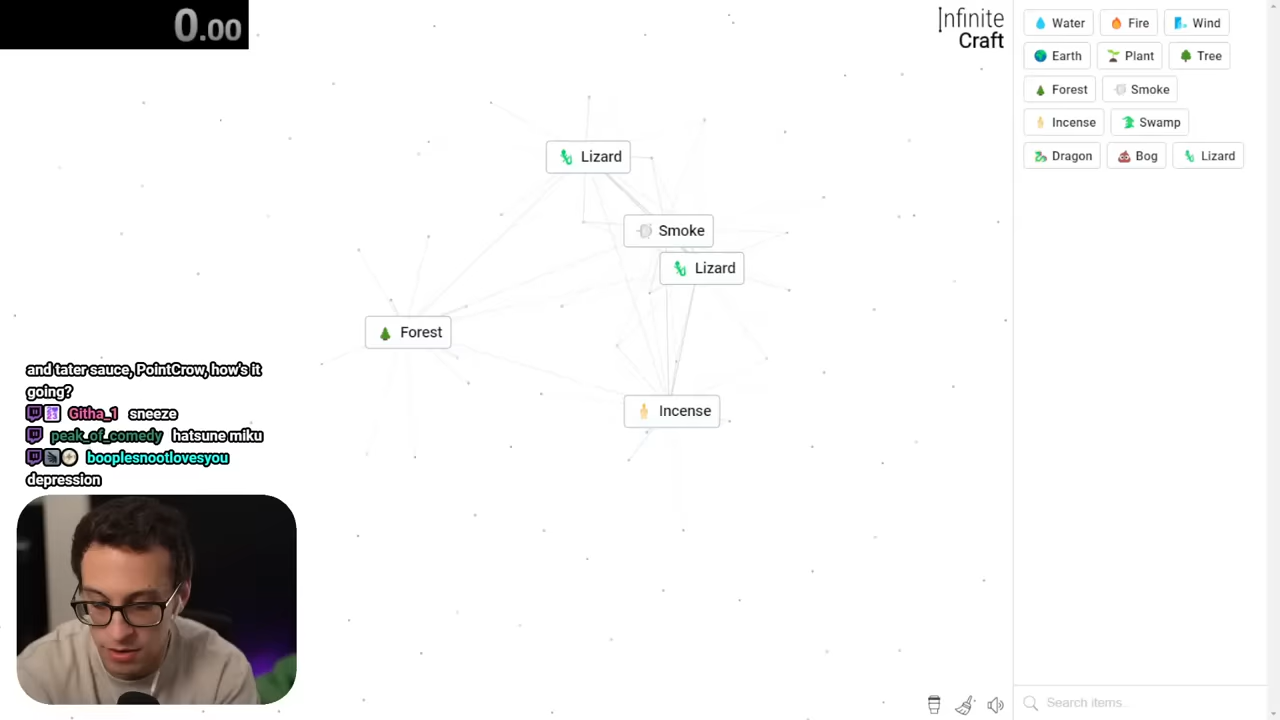 0.00
Infinite
Craft
Water
Fire
Wind
Earth
Plant
Tree
Forest
Smoke
Incense
Swamp
Dragon
Bog
Lizard
Lizard
Smoke
Lizard
Forest
Incense
and tater sauce, PointCrow, how's it
going?
Githa_1 sneeze
peak_of_comedy hatsune miku
booplesnootlovesyou
depression
Search items...